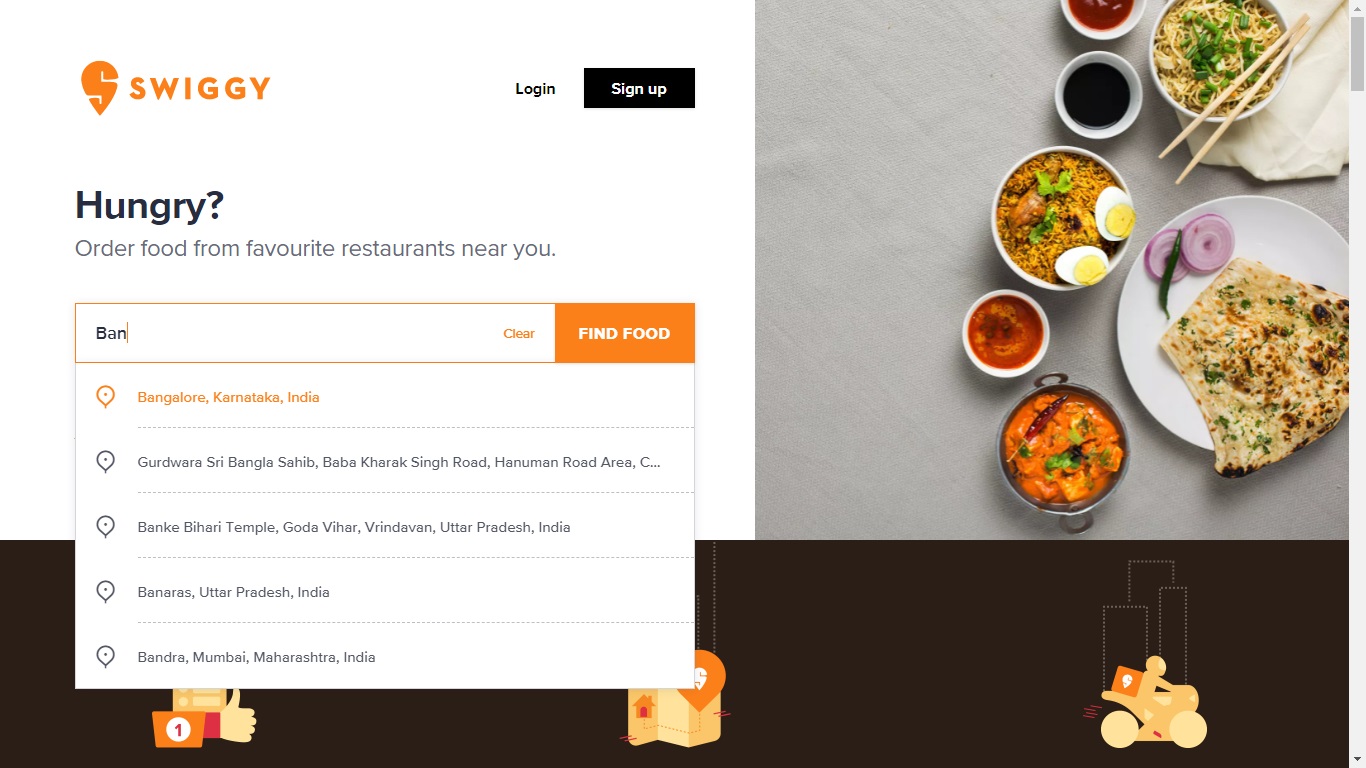 SWIGGY
Login
Sign up
Hungry?
Order food from favourite restaurants near you.
Ban
Clear
FIND FOOD
Bangalore, Karnataka, India
Gurdwara Sri Bangla Sahib, Baba Kharak Singh Road, Hanuman Road Area, C...
Banke Bihari Temple, Goda Vihar, Vrindavan, Uttar Pradesh, India
Banaras, Uttar Pradesh, India
Bandra, Mumbai, Maharashtra, India
1